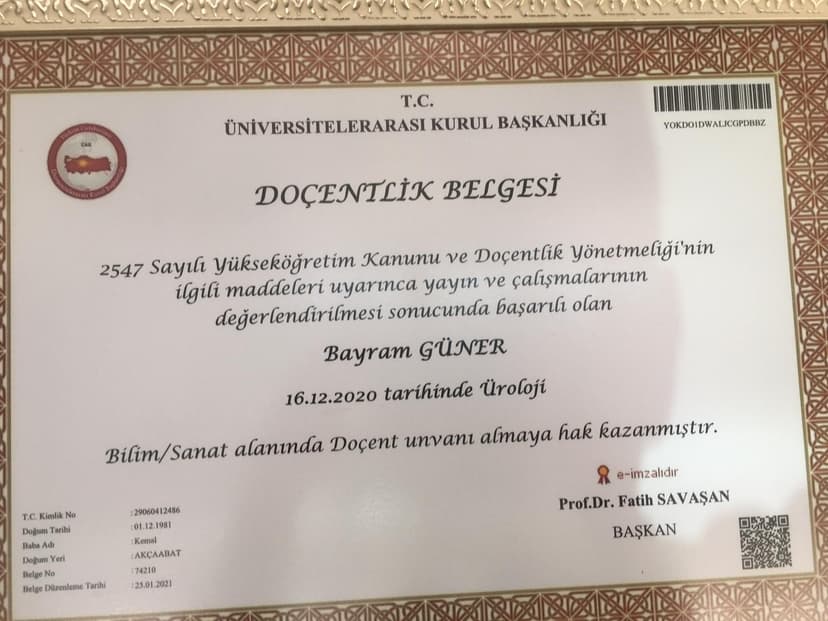 T.C.
ÜNİVERSİTELERARASI KURUL BAŞKANLIĞI
YOKDO1DWALJCGPDBBZ
ÜAK
DOÇENTLİK BELGESİ
2547 Sayılı Yükseköğretim Kanunu ve Doçentlik Yönetmeliği'nin
ilgili maddeleri uyarınca yayın ve çalışmalarının
değerlendirilmesi sonucunda başarılı olan
Bayram GÜNER
16.12.2020 tarihinde Üroloji
Bilim/Sanat alanında Doçent unvanı almaya hak kazanmıştır.
e-imzalıdır
Prof.Dr. Fatih SAVAŞAN
BAŞKAN
T.C. Kimlik No :29060412486
Doğum Tarihi :01.12.1981
Baba Adı :Kemal
Doğum Yeri :AKÇAABAT
Belge No :74210
Belge Düzenleme Tarihi :25.01.2021